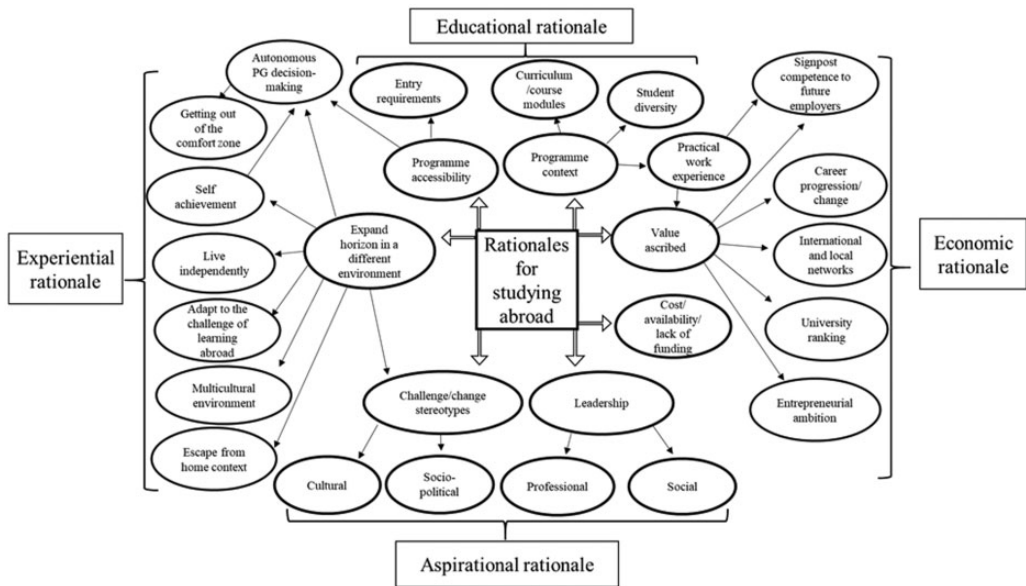 Educational rationale
Autonomous
PG decision-
making
Entry
requirements
Curriculum
/course
modules
Student
diversity
Signpost
competence to
future
employers
Getting out
of the
comfort zone
Programme
accessibility
Programme
context
Practical
work
experience
Self
achievement
Career
progression/
change
Experiential
rationale
Live
independently
Expand
horizon in a
different
environment
Rationales
for
studying
abroad
Value
ascribed
International
and local
networks
Economic
rationale
Adapt to the
challenge of
learning
abroad
Cost/
availability/
lack of
funding
University
ranking
Multicultural
environment
Challenge/change
stereotypes
Leadership
Entrepreneurial
ambition
Escape from
home context
Cultural
Socio-
political
Professional
Social
Aspirational rationale